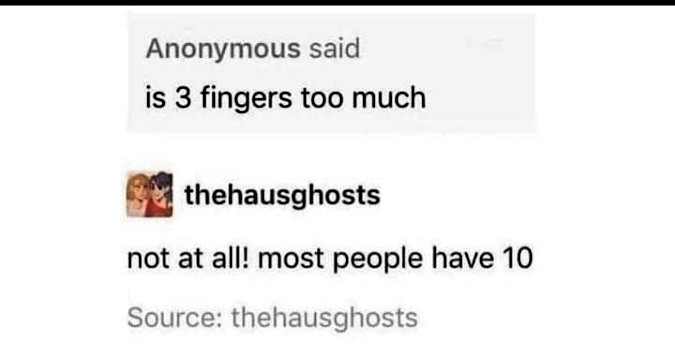 Anonymous said
is 3 fingers too much
thehausghosts
not at all! most people have 10
Source: thehausghosts